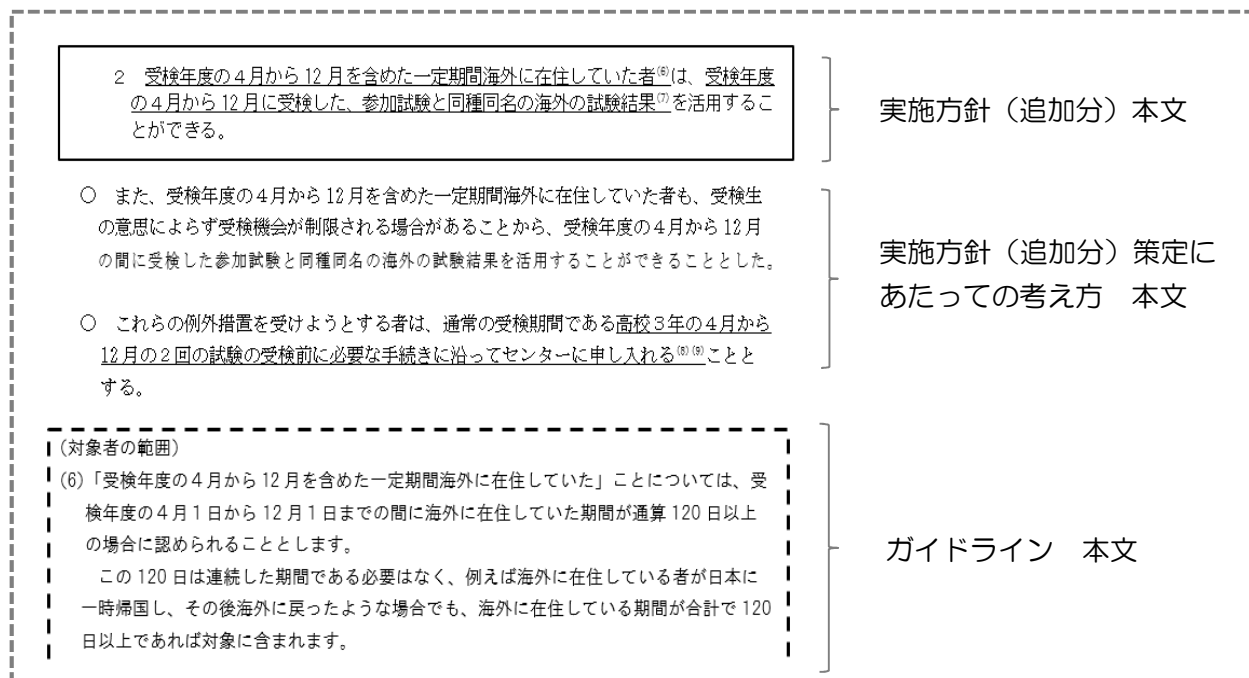 2 受検年度の4月から12月を含めた一定期間海外に在住していた者(6)は、受検年度
の4月から12月に受検した、参加試験と同種同名の海外の試験結果(7)を活用するこ
とができる。
実施方針（追加分）本文
○ また、受検年度の4月から12月を含めた一定期間海外に在住していた者も、受検生
の意思によらず受検機会が制限される場合があることから、受検年度の4月から12月
の間に受検した参加試験と同種同名の海外の試験結果を活用することができることとした。
○ これらの例外措置を受けようとする者は、通常の受検期間である高校3年の4月から
12月の2回の試験の受検前に必要な手続きに沿ってセンターに申し入れる(8)(9)ことと
する。
実施方針（追加分）策定に
あたっての考え方 本文
（対象者の範囲）
(6)「受検年度の4月から12月を含めた一定期間海外に在住していた」ことについては、受
検年度の4月1日から12月1日までの間に海外に在住していた期間が通算120日以上
の場合に認められることとします。
この120日は連続した期間である必要はなく、例えば海外に在住している者が日本に
一時帰国し、その後海外に戻ったような場合でも、海外に在住している期間が合計で120
日以上であれば対象に含まれます。
ガイドライン 本文